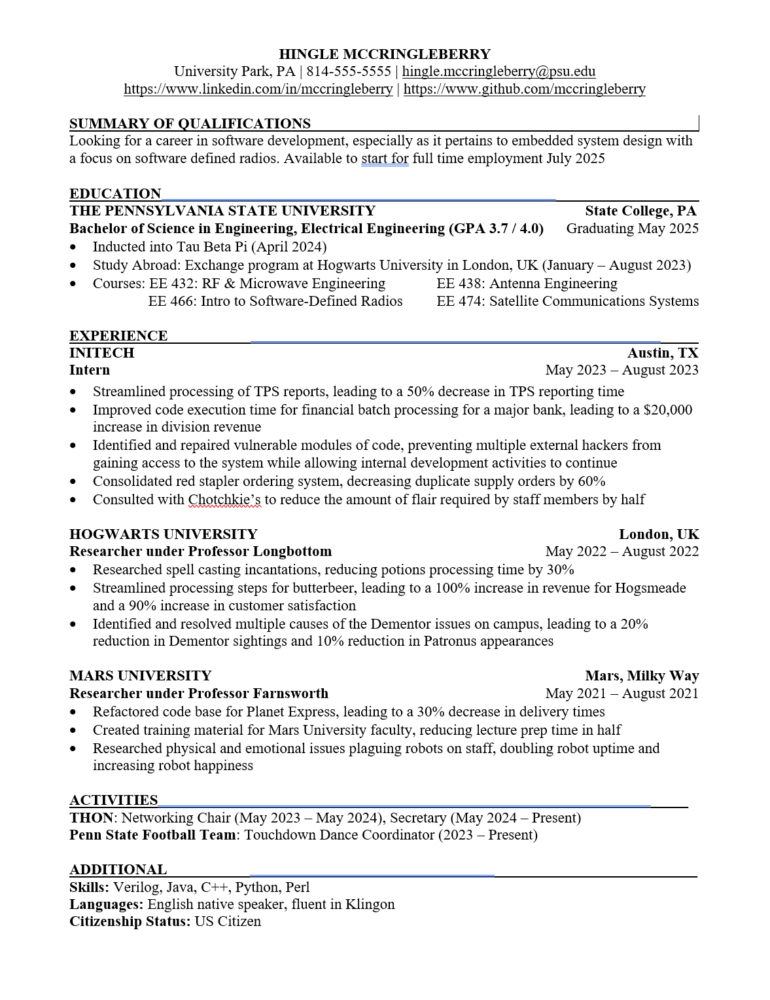 HINGLE MCCRINGLEBERRY
University Park, PA | 814-555-5555 | hingle.mccringleberry@psu.edu
https://www.linkedin.com/in/mccringleberry | https://www.github.com/mccringleberry
SUMMARY OF QUALIFICATIONS
Looking for a career in software development, especially as it pertains to embedded system design with
a focus on software defined radios. Available to start for full time employment July 2025
EDUCATION
THE PENNSYLVANIA STATE UNIVERSITY State College, PA
Bachelor of Science in Engineering, Electrical Engineering (GPA 3.7 / 4.0) Graduating May 2025
• Inducted into Tau Beta Pi (April 2024)
• Study Abroad: Exchange program at Hogwarts University in London, UK (January – August 2023)
• Courses: EE 432: RF & Microwave Engineering EE 438: Antenna Engineering
EE 466: Intro to Software-Defined Radios EE 474: Satellite Communications Systems
EXPERIENCE
INITECH Austin, TX
Intern May 2023 – August 2023
• Streamlined processing of TPS reports, leading to a 50% decrease in TPS reporting time
• Improved code execution time for financial batch processing for a major bank, leading to a $20,000
increase in division revenue
• Identified and repaired vulnerable modules of code, preventing multiple external hackers from
gaining access to the system while allowing internal development activities to continue
• Consolidated red stapler ordering system, decreasing duplicate supply orders by 60%
• Consulted with Chotchkie’s to reduce the amount of flair required by staff members by half
HOGWARTS UNIVERSITY London, UK
Researcher under Professor Longbottom May 2022 – August 2022
• Researched spell casting incantations, reducing potions processing time by 30%
• Streamlined processing steps for butterbeer, leading to a 100% increase in revenue for Hogsmeade
and a 90% increase in customer satisfaction
• Identified and resolved multiple causes of the Dementor issues on campus, leading to a 20%
reduction in Dementor sightings and 10% reduction in Patronus appearances
MARS UNIVERSITY Mars, Milky Way
Researcher under Professor Farnsworth May 2021 – August 2021
• Refactored code base for Planet Express, leading to a 30% decrease in delivery times
• Created training material for Mars University faculty, reducing lecture prep time in half
• Researched physical and emotional issues plaguing robots on staff, doubling robot uptime and
increasing robot happiness
ACTIVITIES
THON: Networking Chair (May 2023 – May 2024), Secretary (May 2024 – Present)
Penn State Football Team: Touchdown Dance Coordinator (2023 – Present)
ADDITIONAL
Skills: Verilog, Java, C++, Python, Perl
Languages: English native speaker, fluent in Klingon
Citizenship Status: US Citizen